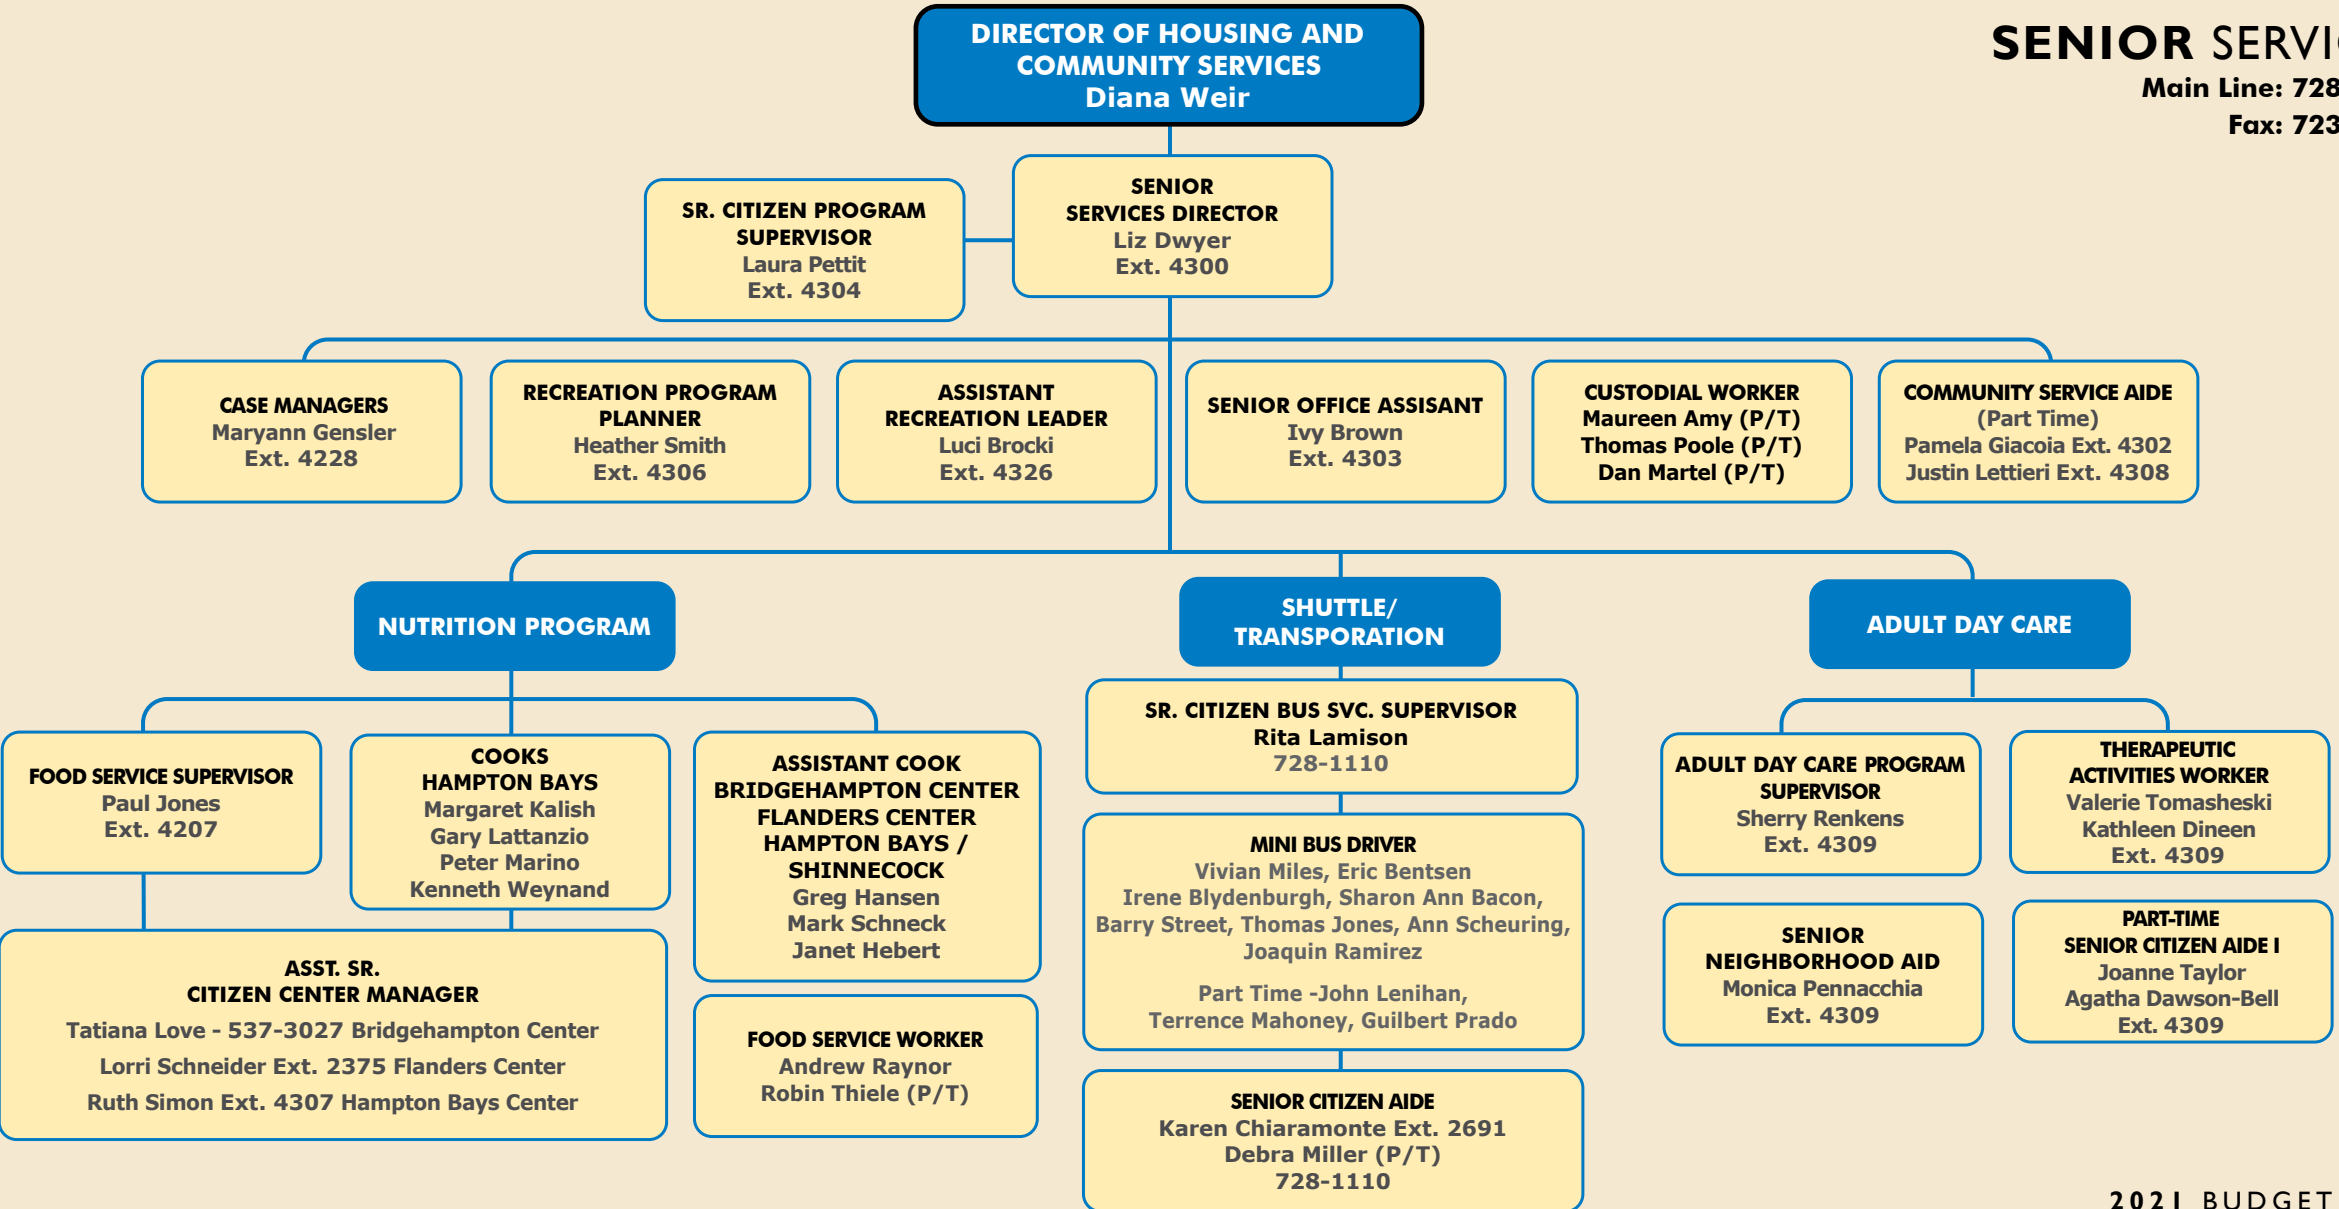 DIRECTOR OF HOUSING AND
COMMUNITY SERVICES
Diana Weir
SENIOR
Main Line: 728
Fax: 723
SENIOR
SERVICES DIRECTOR
Liz Dwyer
Ext. 4300
SR. CITIZEN PROGRAM
SUPERVISOR
Laura Pettit
Ext. 4304
CASE MANAGERS
Maryann Gensler
Ext. 4228
RECREATION PROGRAM
PLANNER
Heather Smith
Ext. 4306
ASSISTANT
RECREATION LEADER
Luci Brocki
Ext. 4326
SENIOR OFFICE ASSISANT
Ivy Brown
Ext. 4303
CUSTODIAL WORKER
Maureen Amy (P/T)
Thomas Poole (P/T)
Dan Martel (P/T)
COMMUNITY SERVICE AIDE
(Part Time)
Pamela Giacoia Ext. 4302
Justin Lettieri Ext. 4308
NUTRITION PROGRAM
FOOD SERVICE SUPERVISOR
Paul Jones
Ext. 4207
COOKS
HAMPTON BAYS
Margaret Kalish
Gary Lattanzio
Peter Marino
Kenneth Weynand
ASSISTANT COOK
BRIDGEHAMPTON CENTER
FLANDERS CENTER
HAMPTON BAYS /
SHINNECOCK
Greg Hansen
Mark Schneck
Janet Hebert
ASST. SR.
CITIZEN CENTER MANAGER
Tatiana Love - 537-3027 Bridgehampton Center
Lorri Schneider Ext. 2375 Flanders Center
Ruth Simon Ext. 4307 Hampton Bays Center
FOOD SERVICE WORKER
Andrew Raynor
Robin Thiele (P/T)
SHUTTLE/
TRANSPORATION
SR. CITIZEN BUS SVC. SUPERVISOR
Rita Lamison
728-1110
MINI BUS DRIVER
Vivian Miles, Eric Bentsen
Irene Blydenburgh, Sharon Ann Bacon,
Barry Street, Thomas Jones, Ann Scheuring,
Joaquin Ramirez
Part Time -John Lenihan,
Terrence Mahoney, Guilbert Prado
SENIOR CITIZEN AIDE
Karen Chiaramonte Ext. 2691
Debra Miller (P/T)
728-1110
ADULT DAY CARE
ADULT DAY CARE PROGRAM
SUPERVISOR
Sherry Renkens
Ext. 4309
THERAPEUTIC
ACTIVITIES WORKER
Valerie Tomasheski
Kathleen Dineen
Ext. 4309
SENIOR
NEIGHBORHOOD AID
Monica Pennacchia
Ext. 4309
PART-TIME
SENIOR CITIZEN AIDE I
Joanne Taylor
Agatha Dawson-Bell
Ext. 4309
2021 BUDGET